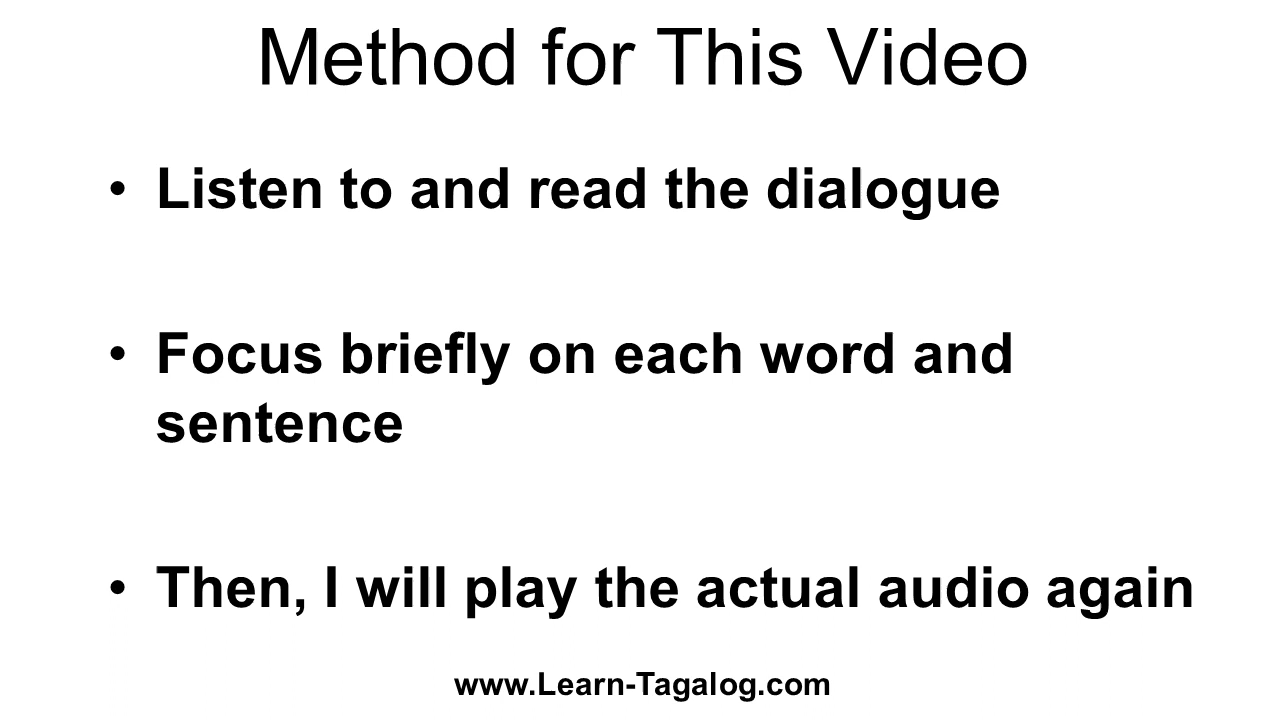 Method for This Video
• Listen to and read the dialogue
• Focus briefly on each word and
sentence
• Then, I will play the actual audio again
www.Learn-Tagalog.com